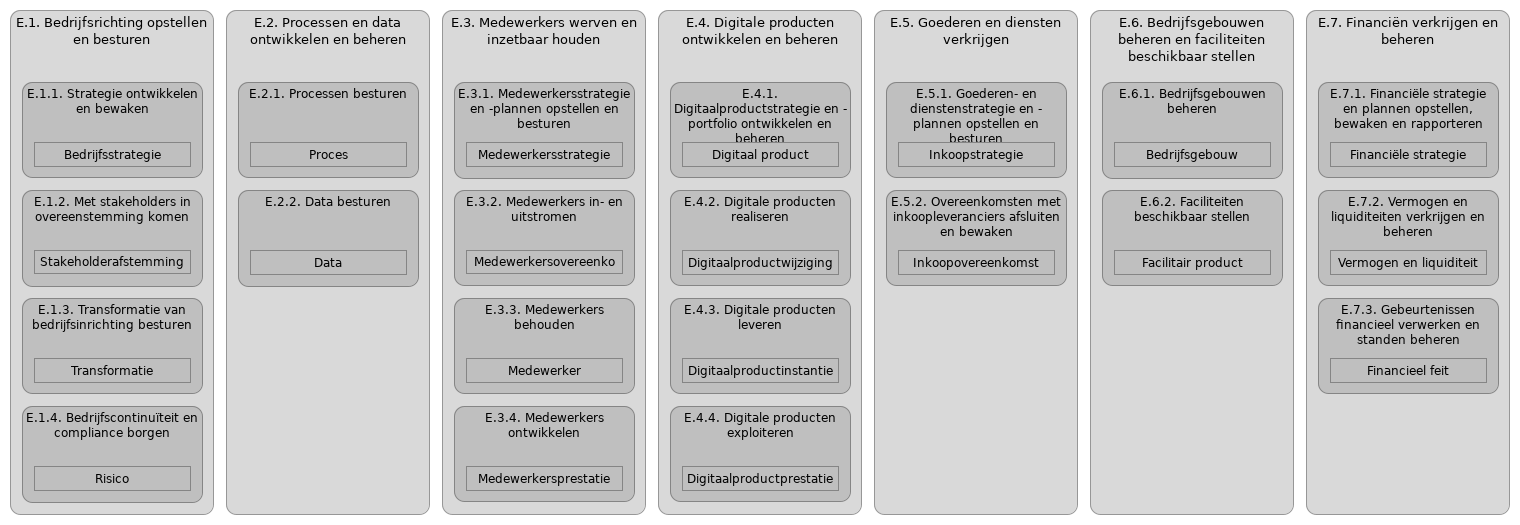 E.1. Bedrijfsrichting opstellen
en besturen
E.1.1. Strategie ontwikkelen
en bewaken
Bedrijfsstrategie
E.1.2. Met stakeholders in
overeenstemming komen
Stakeholderafstemming
E.1.3. Transformatie van
bedrijfsinrichting besturen
Transformatie
E.1.4. Bedrijfscontinuïteit en
compliance borgen
Risico
E.2. Processen en data
ontwikkelen en beheren
E.2.1. Processen besturen
Proces
E.2.2. Data besturen
Data
E.3. Medewerkers werven en
inzetbaar houden
E.3.1. Medewerkersstrategie
en -plannen opstellen en
besturen
Medewerkersstrategie
E.3.2. Medewerkers in- en
uitstromen
Medewerkersovereenko
E.3.3. Medewerkers
behouden
Medewerker
E.3.4. Medewerkers
ontwikkelen
Medewerksprestatie
E.4. Digitale producten
ontwikkelen en beheren
E.4.1.
Digitaalproductstrategie en -
portfolio ontwikkelen en
beheren
Digitaal product
E.4.2. Digitale producten
realiseren
Digitaalproductwijziging
E.4.3. Digitale producten
leveren
Digitaalproductinstantie
E.4.4. Digitale producten
exploiteren
Digitaalproductprestatie
E.5. Goederen en diensten
verkrijgen
E.5.1. Goederen- en
dienstenstrategie en -
plannen opstellen en
besturen
Inkoopstrategie
E.5.2. Overeenkomsten met
inkoopleveranciers afsluiten
en bewaken
Inkoopovereenkomst
E.6. Bedrijfsgebouwen
beheren en faciliteiten
beschikbaar stellen
E.6.1. Bedrijfsgebouwen
beheren
Bedrijfsgebouw
E.6.2. Faciliteiten
beschikbaar stellen
Facilitair product
E.7. Financiën verkrijgen en
beheren
E.7.1. Financiële strategie
en plannen opstellen,
bewaken en rapporteren
Financiële strategie
E.7.2. Vermogen en
liquiditeiten verkrijgen en
beheren
Vermogen en liquiditeit
E.7.3. Gebeurtenissen
financieel verwerken en
standen beheren
Financieel feit